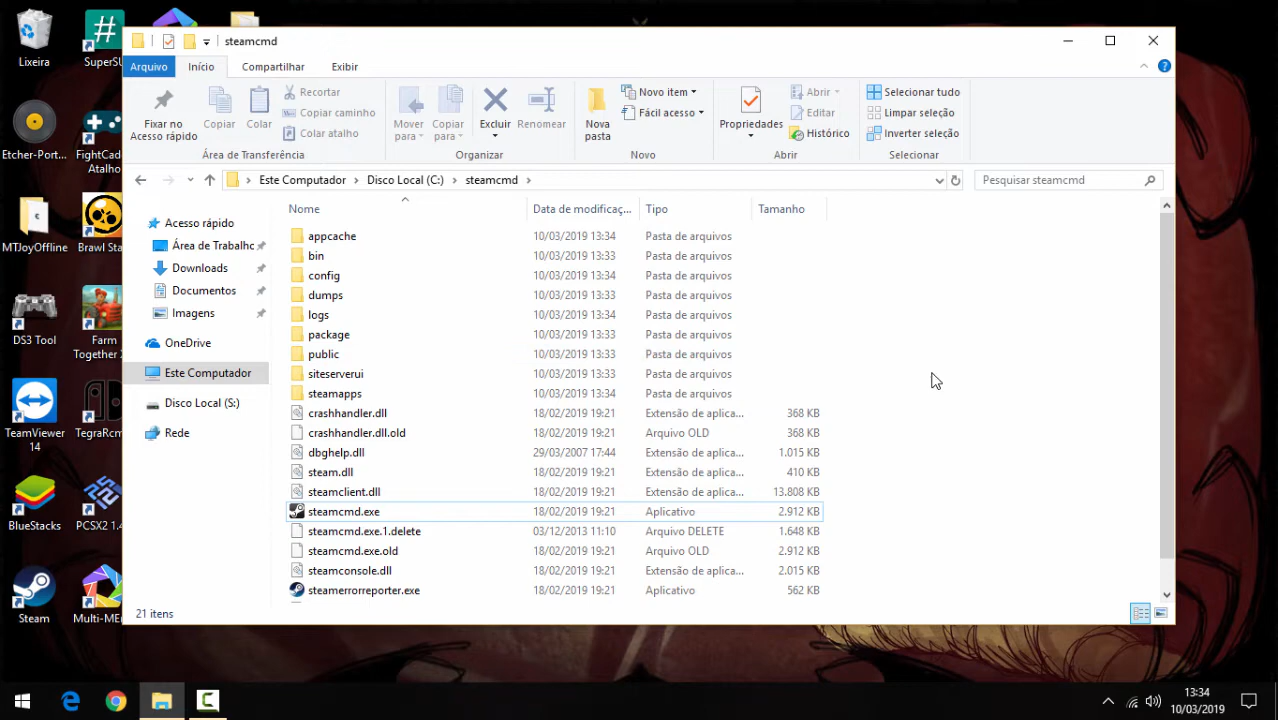 Lixeira
SuperSU
Etcher-Port...
FightCad
Atalho
MTJoyOffline
Brawl Sta
DS3 Tool
Farm
Together
TeamViewer
14
TegraRcm
BlueStacks
PCSX2 1.4
Steam
Multi-ME
steamcmd
Arquivo
Início
Compartilhar
Exibir
Fixar no
Acesso rápido
Copiar
Colar
Recortar
Copiar caminho
Colar atalho
Área de Transferência
Mover
para
Copiar
para
Excluir
Renomear
Organizar
Nova
pasta
Novo item
Fácil acesso
Novo
Propriedades
Abrir
Editar
Histórico
Abrir
Selecionar tudo
Limpar seleção
Inverter seleção
Selecionar
Este Computador > Disco Local (C:) > steamcmd >
Pesquisar steamcmd
Acesso rápido
Área de Trabalho
Downloads
Documentos
Imagens
OneDrive
Este Computador
Disco Local (S:)
Rede
Nome Data de modificaç... Tipo Tamanho
appcache 10/03/2019 13:34 Pasta de arquivos
bin 10/03/2019 13:33 Pasta de arquivos
config 10/03/2019 13:34 Pasta de arquivos
dumps 10/03/2019 13:33 Pasta de arquivos
logs 10/03/2019 13:34 Pasta de arquivos
package 10/03/2019 13:33 Pasta de arquivos
public 10/03/2019 13:33 Pasta de arquivos
siteserverui 10/03/2019 13:33 Pasta de arquivos
steamapps 10/03/2019 13:34 Pasta de arquivos
crashhandler.dll 18/02/2019 19:21 Extensão de aplica... 368 KB
crashhandler.dll.old 18/02/2019 19:21 Arquivo OLD 368 KB
dbghelp.dll 29/03/2007 17:44 Extensão de aplica... 1.015 KB
steam.dll 18/02/2019 19:21 Extensão de aplica... 410 KB
steamclient.dll 18/02/2019 19:21 Extensão de aplica... 13.808 KB
steamcmd.exe 18/02/2019 19:21 Aplicativo 2.912 KB
steamcmd.exe.1.delete 03/12/2013 11:10 Arquivo DELETE 1.648 KB
steamcmd.exe.old 18/02/2019 19:21 Arquivo OLD 2.912 KB
steamconsole.dll 18/02/2019 19:21 Extensão de aplica... 2.015 KB
steamerrorreporter.exe 18/02/2019 19:21 Aplicativo 562 KB
21 itens
13:34
10/03/2019